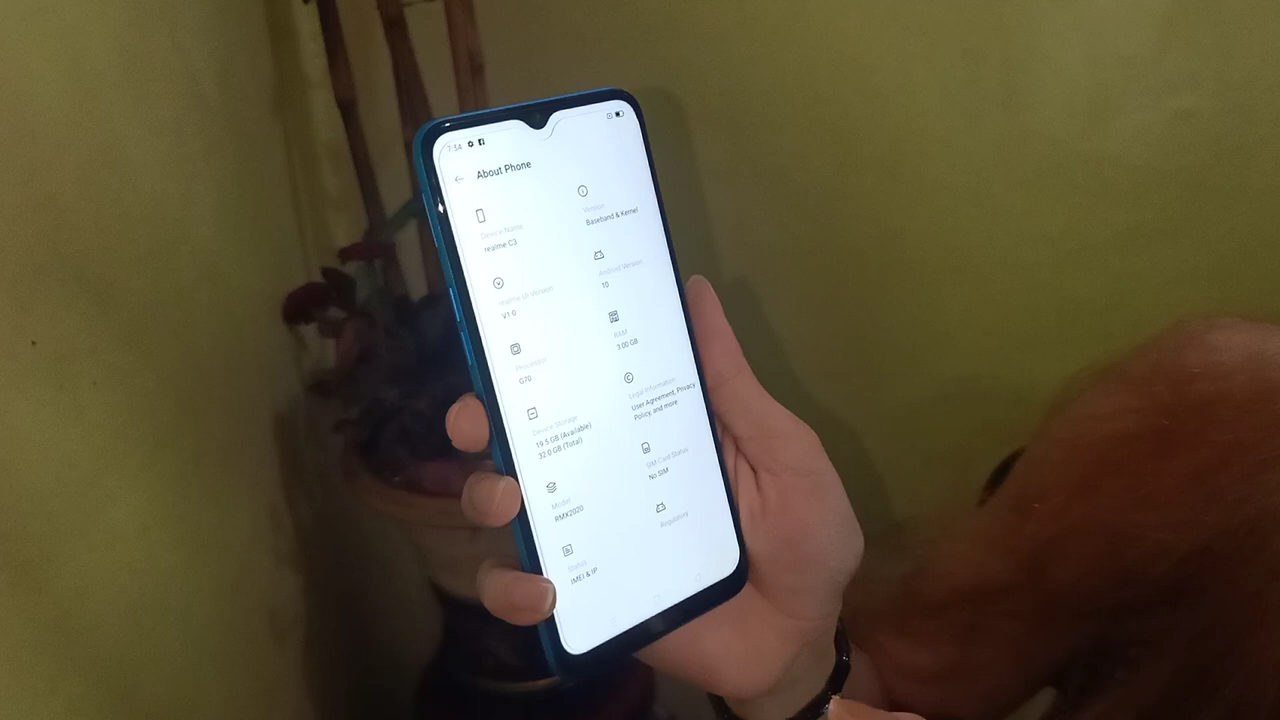 7:34
About Phone
Device Name
realme C3
Version
Baseband & Kernel
realme UI Version
V1.0
Android Version
10
Processor
G70
RAM
3.00 GB
Device Storage
19.5 GB (Available)
32.0 GB (Total)
Legal Information
User Agreement, Privacy
Policy, and more
Model
RMX2020
SIM Card Status
No SIM
Status
IMEI & IP
Regulatory